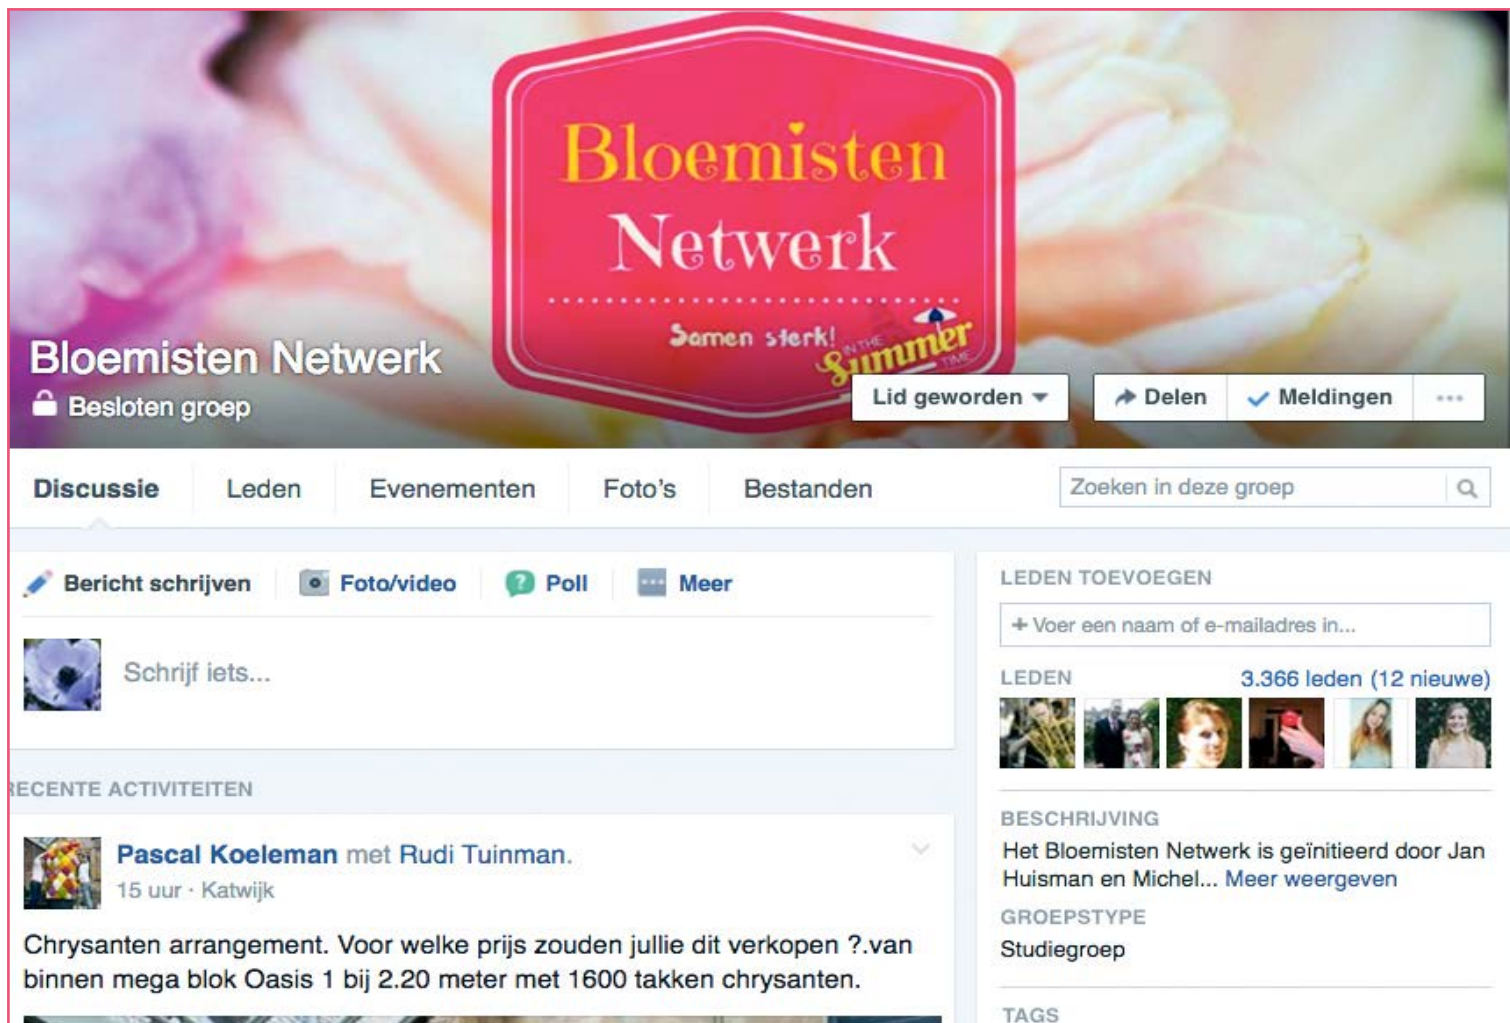 Bloemisten
Netwerk
Samen sterk!
IN THE
Summer
TIME
Bloemisten Netwerk
Besloten groep
Lid geworden
Delen
Meldingen
Discussie
Leden
Evenementen
Foto's
Bestanden
Zoeken in deze groep
Bericht schrijven
Foto/video
Poll
Meer
Schrijf iets...
RECENTE ACTIVITEITEN
Pascal Koeleman met Rudi Tuinman.
15 uur · Katwijk
Chrysanten arrangement. Voor welke prijs zouden jullie dit verkopen ?.van
binnen mega blok Oasis 1 bij 2.20 meter met 1600 takken chrysanten.
LEDEN TOEVOEGEN
+ Voer een naam of e-mailadres in...
LEDEN
3.366 leden (12 nieuwe)
BESCHRIJVING
Het Bloemisten Netwerk is geïnitieerd door Jan
Huisman en Michel... Meer weergeven
GROEPSTYPE
Studiegroep
TAGS